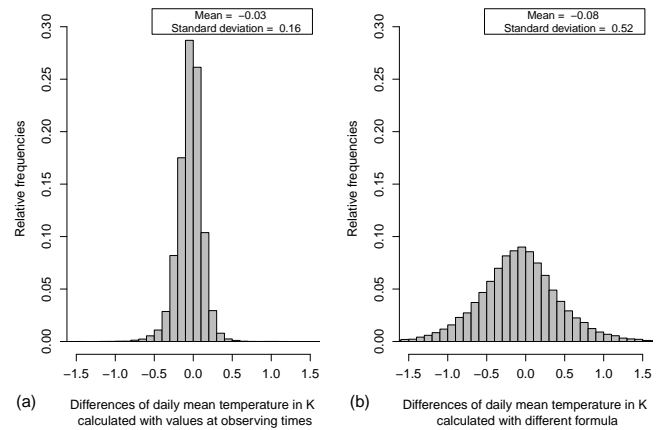 Mean = −0.03
Standard deviation = 0.16
0.30
0.25
0.20
0.15
0.10
0.05
0.00
Relative frequencies
−1.5 −1.0 −0.5 0.0 0.5 1.0 1.5
(a)
Differences of daily mean temperature in K
calculated with values at observing times
Mean = −0.08
Standard deviation = 0.52
0.30
0.25
0.20
0.15
0.10
0.05
0.00
Relative frequencies
−1.5 −1.0 −0.5 0.0 0.5 1.0 1.5
(b)
Differences of daily mean temperature in K
calculated with different formula